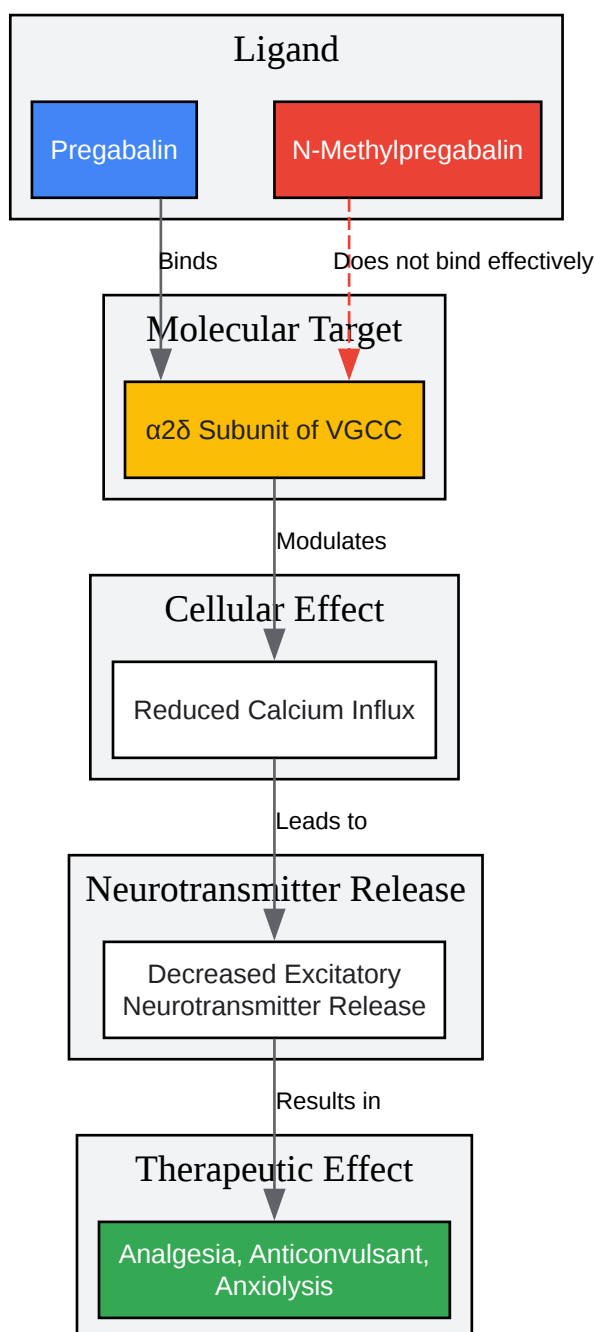 Ligand
Pregabalin
N-Methylpregabalin
Binds
Does not bind effectively
Molecular Target
α2δ Subunit of VGCC
Modulates
Cellular Effect
Reduced Calcium Influx
Leads to
Neurotransmitter Release
Decreased Excitatory
Neurotransmitter Release
Results in
Therapeutic Effect
Analgesia, Anticonvulsant,
Anxiolysis